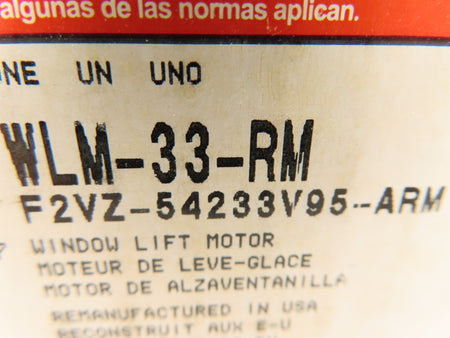 algunas de las normas aplican.
ONE UN UNO
WLM-33-RM
F2VZ-54233V95-ARM
WINDOW LIFT MOTOR
MOTEUR DE LEVE-GLACE
MOTOR DE ALZAVENTANILLA
REMANUFACTURED IN USA
RECONSTRUIT AUX E-U